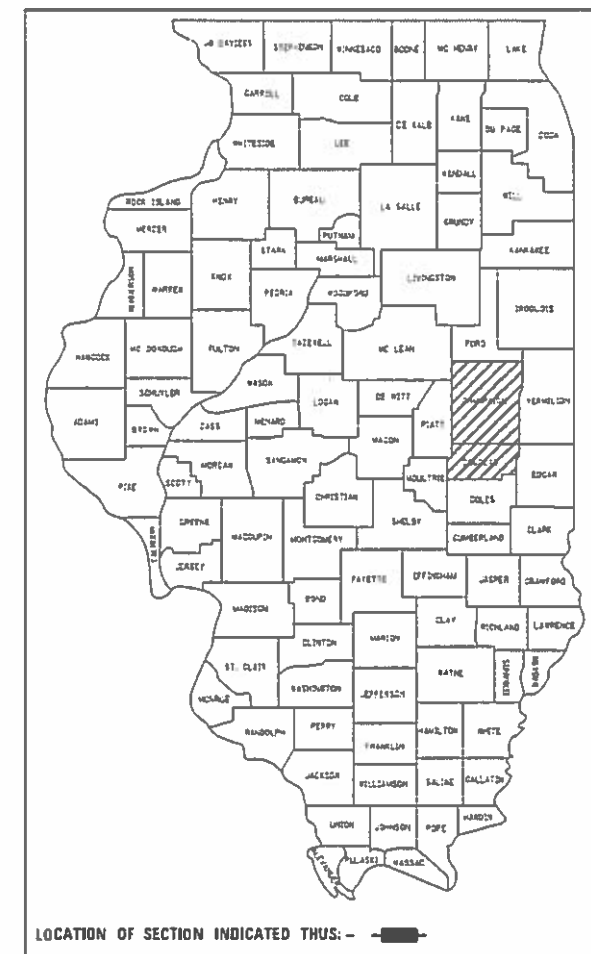 STEPHENSON WINNEBAGO BOONE MC HENRY LAKE
CARROLL OGLE
DE KALB KANE DU PAGE COOK
WHITESIDE LEE
KENDALL WILL
ROCK ISLAND HENRY BUREAU LA SALLE GRUNDY
MERCER PUTNAM
STARK MARSHALL KANKAKEE
HENDERSON WARREN KNOX PEORIA WOODFORD LIVINGSTON
IROQUOIS
HANCOCK MC DONOUGH FULTON TAZEWELL MC LEAN FORD
MASON
SCHUYLER LOGAN DE WITT VERMILION
ADAMS BROWN CASS MENARD PIATT
MACON
PIKE SCOTT MORGAN SANGAMON MOULTRIE EDGAR
CHRISTIAN COLES
GREENE SHELBY
CALHOUN MACOUPIN MONTGOMERY CUMBERLAND CLARK
JERSEY
FAYETTE EFFINGHAM JASPER CRAWFORD
MADISON BOND
CLAY RICHLAND LAWRENCE
CLINTON MARION
ST. CLAIR WAYNE EDWARDS WABASH
WASHINGTON JEFFERSON
MONROE
RANDOLPH PERRY HAMILTON WHITE
FRANKLIN
JACKSON WILLIAMSON SALINE GALLATIN
HARDIN
UNION JOHNSON POPE
PULASKI MASSAC
LOCATION OF SECTION INDICATED THUS: -